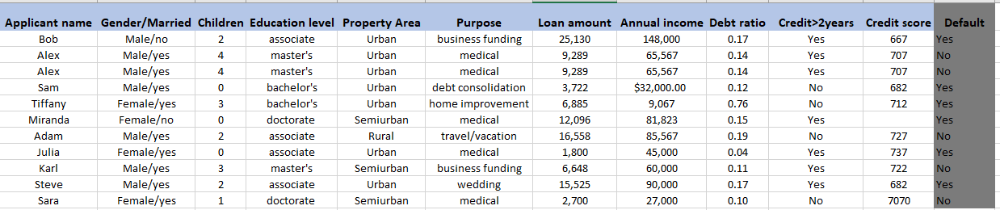 Applicant name Gender/Married Children Education level Property Area Purpose Loan amount Annual income Debt ratio Credit>2years Credit score Default
Bob Male/no 2 associate Urban business funding 25,130 148,000 0.17 Yes 667 Yes
Alex Male/yes 4 master's Urban medical 9,289 65,567 0.14 Yes 707 No
Alex Male/yes 4 master's Urban medical 9,289 65,567 0.14 Yes 707 No
Sam Male/yes 0 bachelor's Urban debt consolidation 3,722 $32,000.00 0.12 No 682 Yes
Tiffany Female/yes 3 bachelor's Urban home improvement 6,885 9,067 0.76 No 712 Yes
Miranda Female/no 0 doctorate Semiurban medical 12,096 81,823 0.15 Yes Yes
Adam Male/yes 2 associate Rural travel/vacation 16,558 85,567 0.19 No 727 No
Julia Female/yes 0 associate Urban medical 1,800 45,000 0.04 Yes 737 Yes
Karl Male/yes 3 master's Semiurban business funding 6,648 60,000 0.11 Yes 722 No
Steve Male/yes 2 associate Urban wedding 15,525 90,000 0.17 Yes 682 Yes
Sara Female/yes 1 doctorate Semiurban medical 2,700 27,000 0.10 No 7070 No